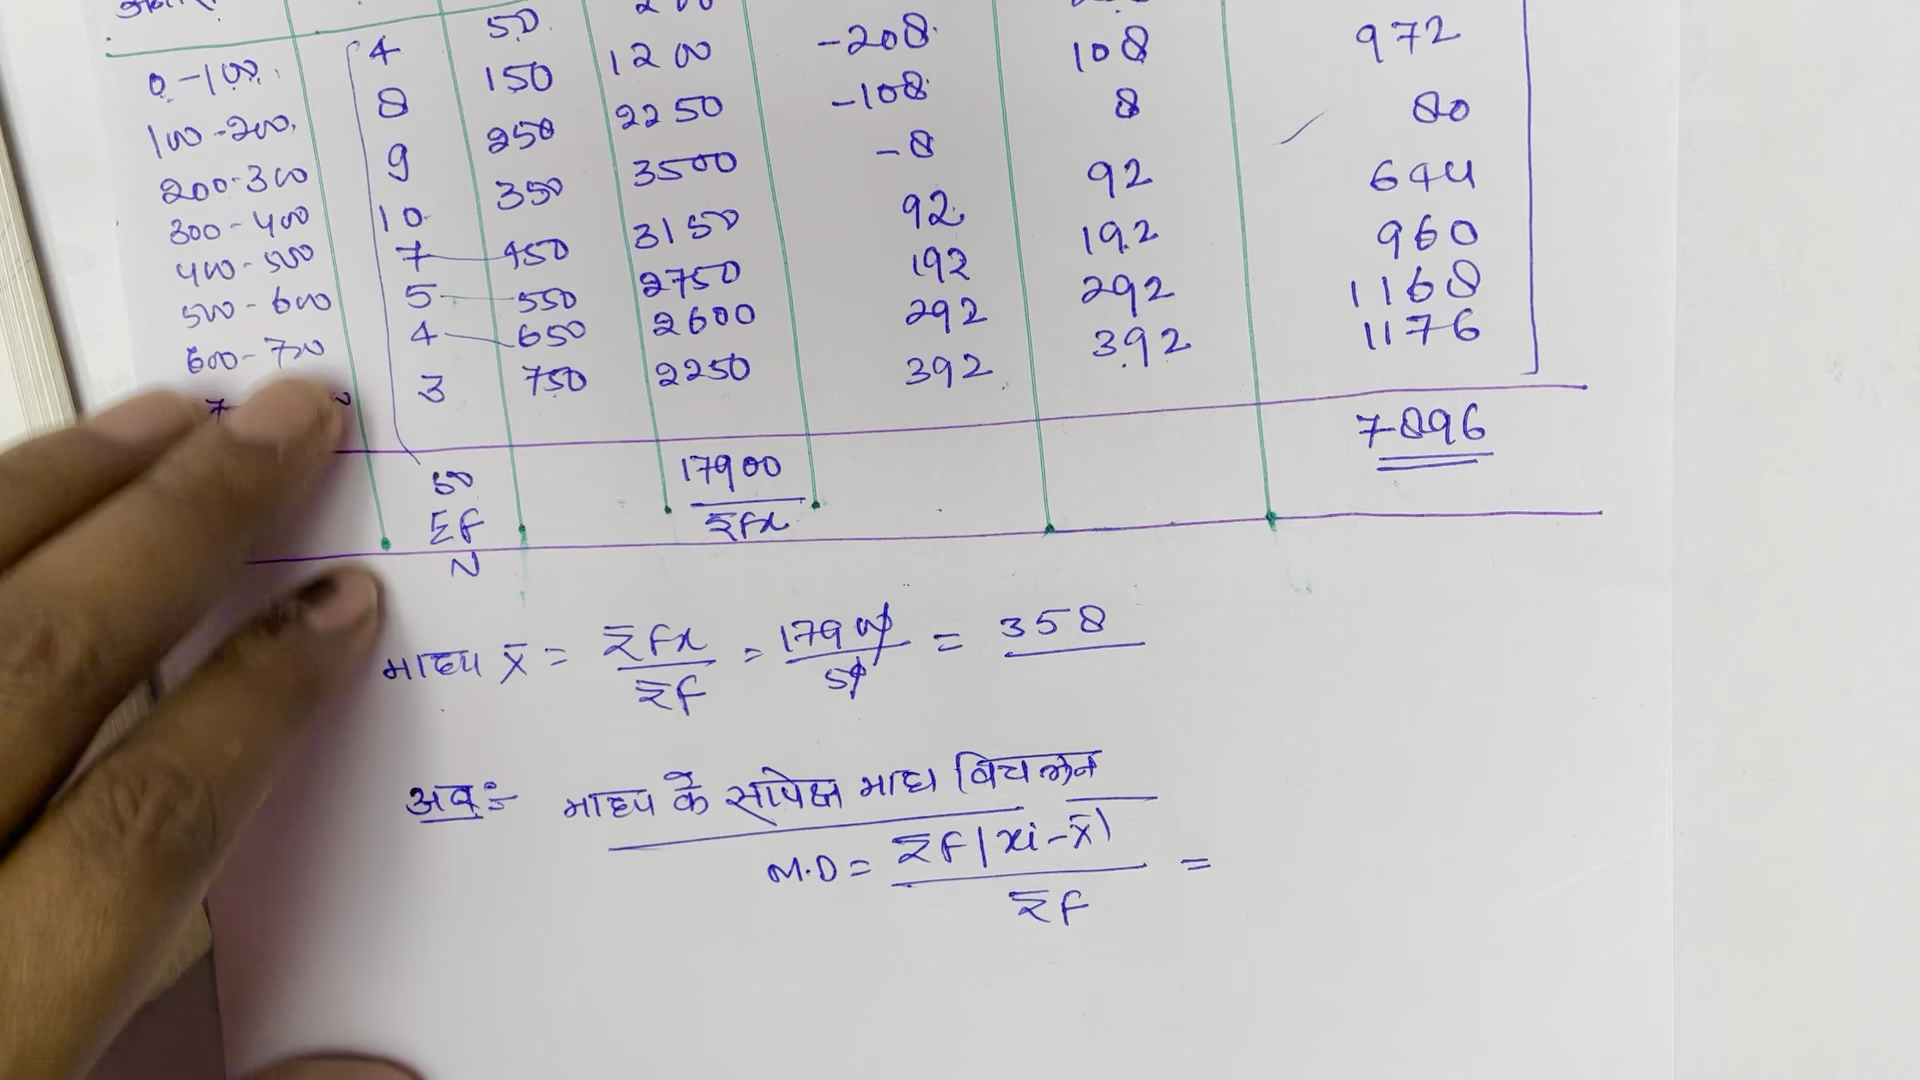 50 200
0-100 4 150 1200 -208 108 972
100-200 8 250 2250 -108 8 80
200-300 9 350 3500 -8 92 644
300-400 10 450 3150 92 192 960
400-500 7 550 2750 192 292 1168
500-600 5 650 2600 292 392 1176
600-700 4 750 2250 392
3
50 17900 7896
Σf Σfx
N
माध्य x̄ = Σfx / Σf = 17900 / 50 = 358
अब:- माध्य के सापेक्ष माध्य विचलन
M.D = Σf|xi-x̄| / Σf =